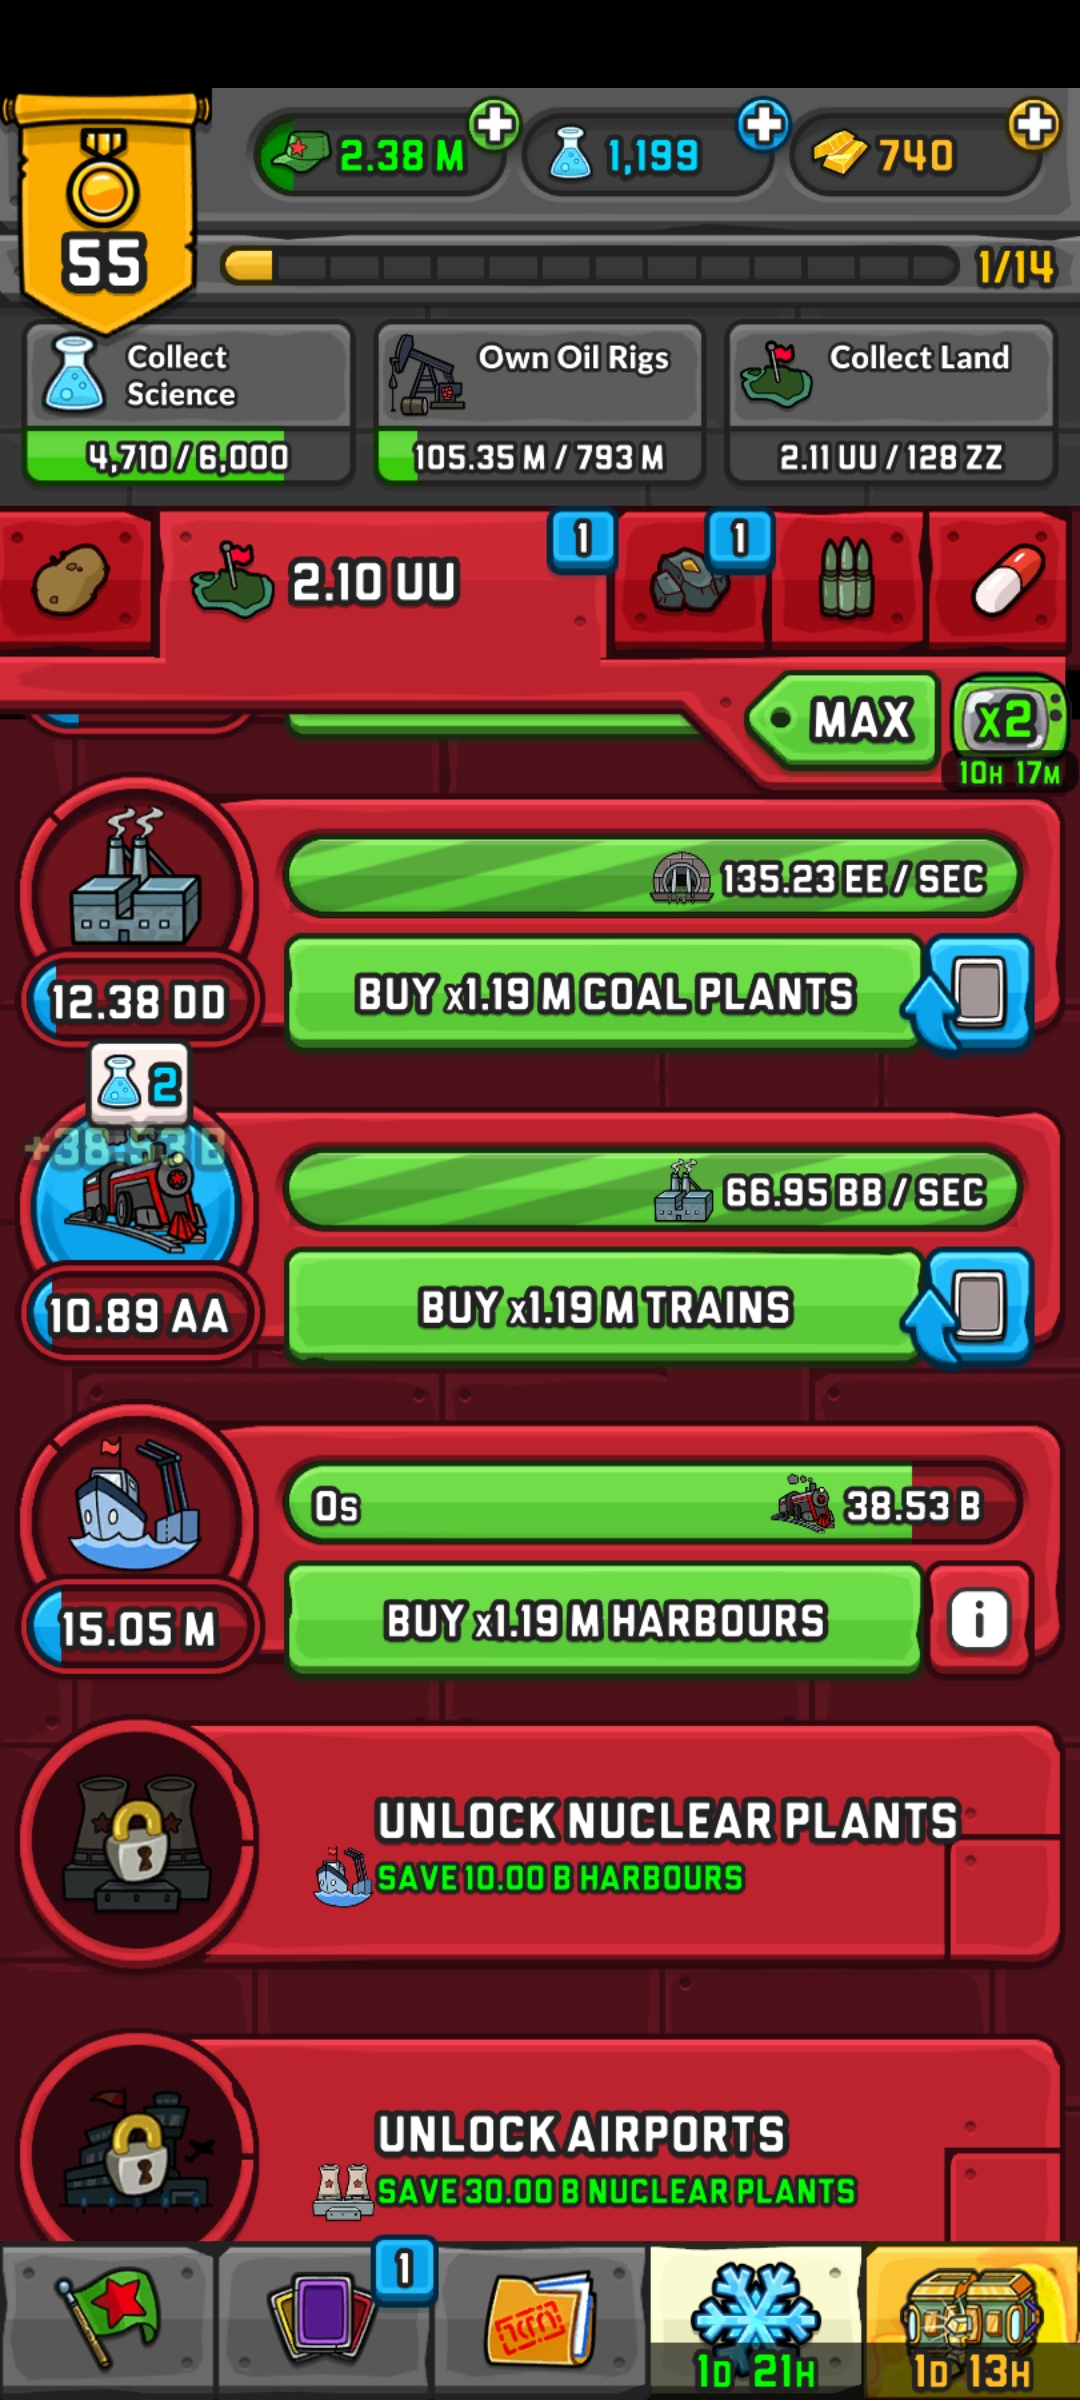 2.38 M
1,199
740
55
1/14
Collect
Science
4,710 / 6,000
Own Oil Rigs
105.35 M / 793 M
Collect Land
2.11 UU / 128 ZZ
2.10 UU
1
1
MAX
x2
10H 17M
135.23 EE / SEC
12.38 DD
BUY x1.19 M COAL PLANTS
2
+38.53 B
66.95 BB / SEC
10.89 AA
BUY x1.19 M TRAINS
0s
38.53 B
15.05 M
BUY x1.19 M HARBOURS
i
UNLOCK NUCLEAR PLANTS
SAVE 10.00 B HARBOURS
UNLOCK AIRPORTS
SAVE 30.00 B NUCLEAR PLANTS
1
1D 21H
1D 13H